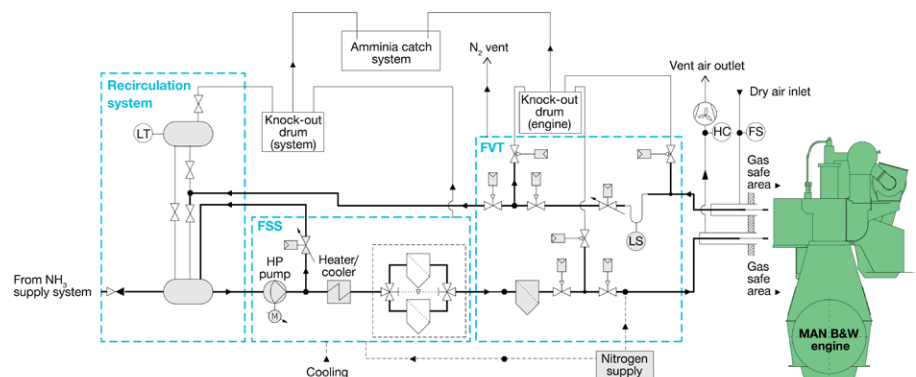 Amminia catch
system
N₂ vent
Vent air outlet
Dry air inlet
Recirculation
system
LT
Knock-out
drum
(system)
Knock-out
drum
(engine)
HC
FS
FVT
Gas
safe
area
FSS
LS
HP
pump
Heater/
cooler
From NH₃
supply system
M
Gas
safe
area
MAN B&W
engine
Cooling
Nitrogen
supply